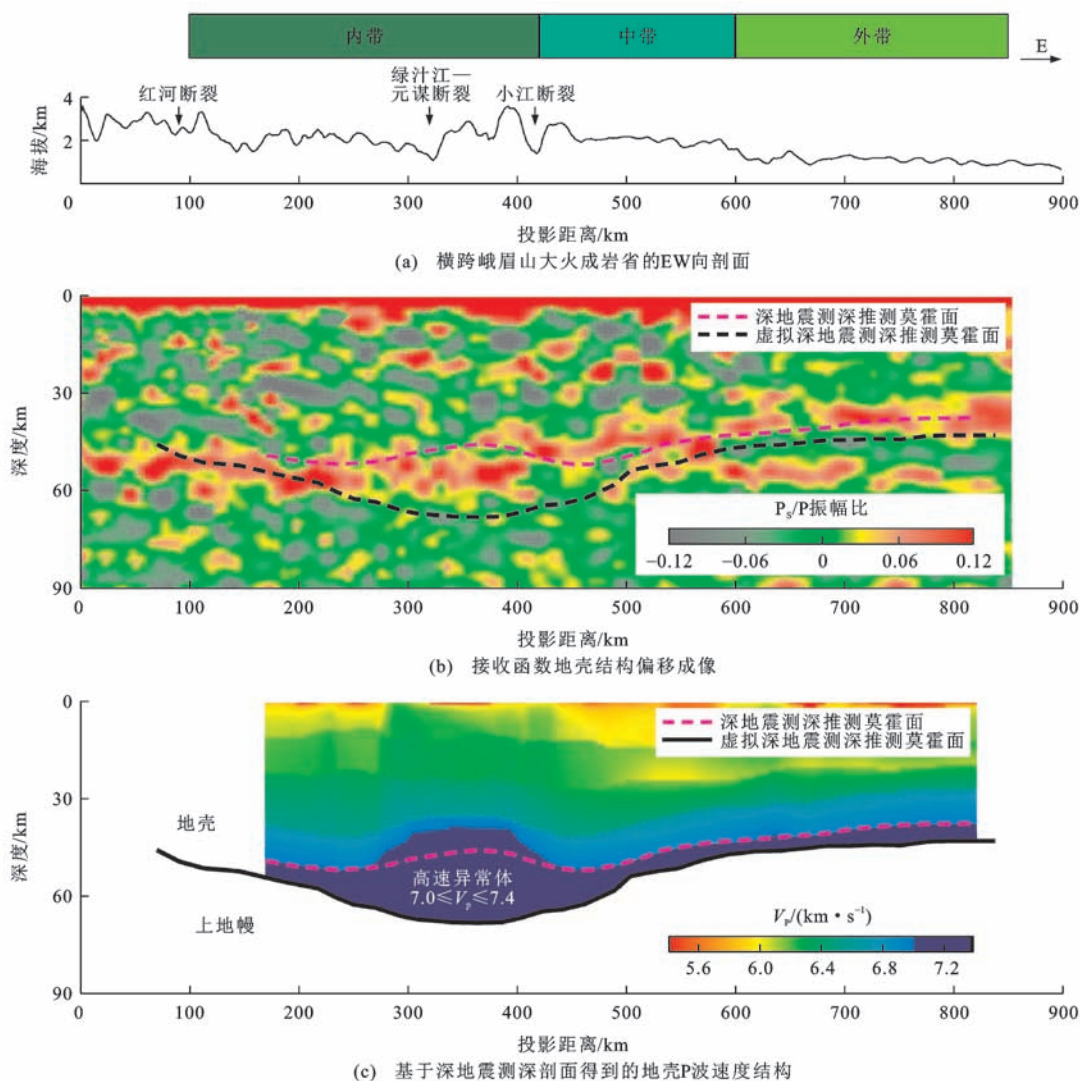 内带 中带 外带
E
绿汁江—
红河断裂 元谋断裂 小江断裂
4
2
海拔/km
0 100 200 300 400 500 600 700 800 900
投影距离/km
(a) 横跨峨眉山大火成岩省的EW向剖面
0
30
60
90
深度/km
深地震测深推测莫霍面
虚拟深地震测深推测莫霍面
Pₛ/P振幅比
−0.12 −0.06 0 0.06 0.12
0 100 200 300 400 500 600 700 800 900
投影距离/km
(b) 接收函数地壳结构偏移成像
0
30
60
90
深度/km
深地震测深推测莫霍面
虚拟深地震测深推测莫霍面
地壳
上地幔
高速异常体
7.0≤Vₚ≤7.4
Vₚ/(km·s⁻¹)
5.6 6.0 6.4 6.8 7.2
0 100 200 300 400 500 600 700 800 900
投影距离/km
(c) 基于深地震测深剖面得到的地壳P波速度结构